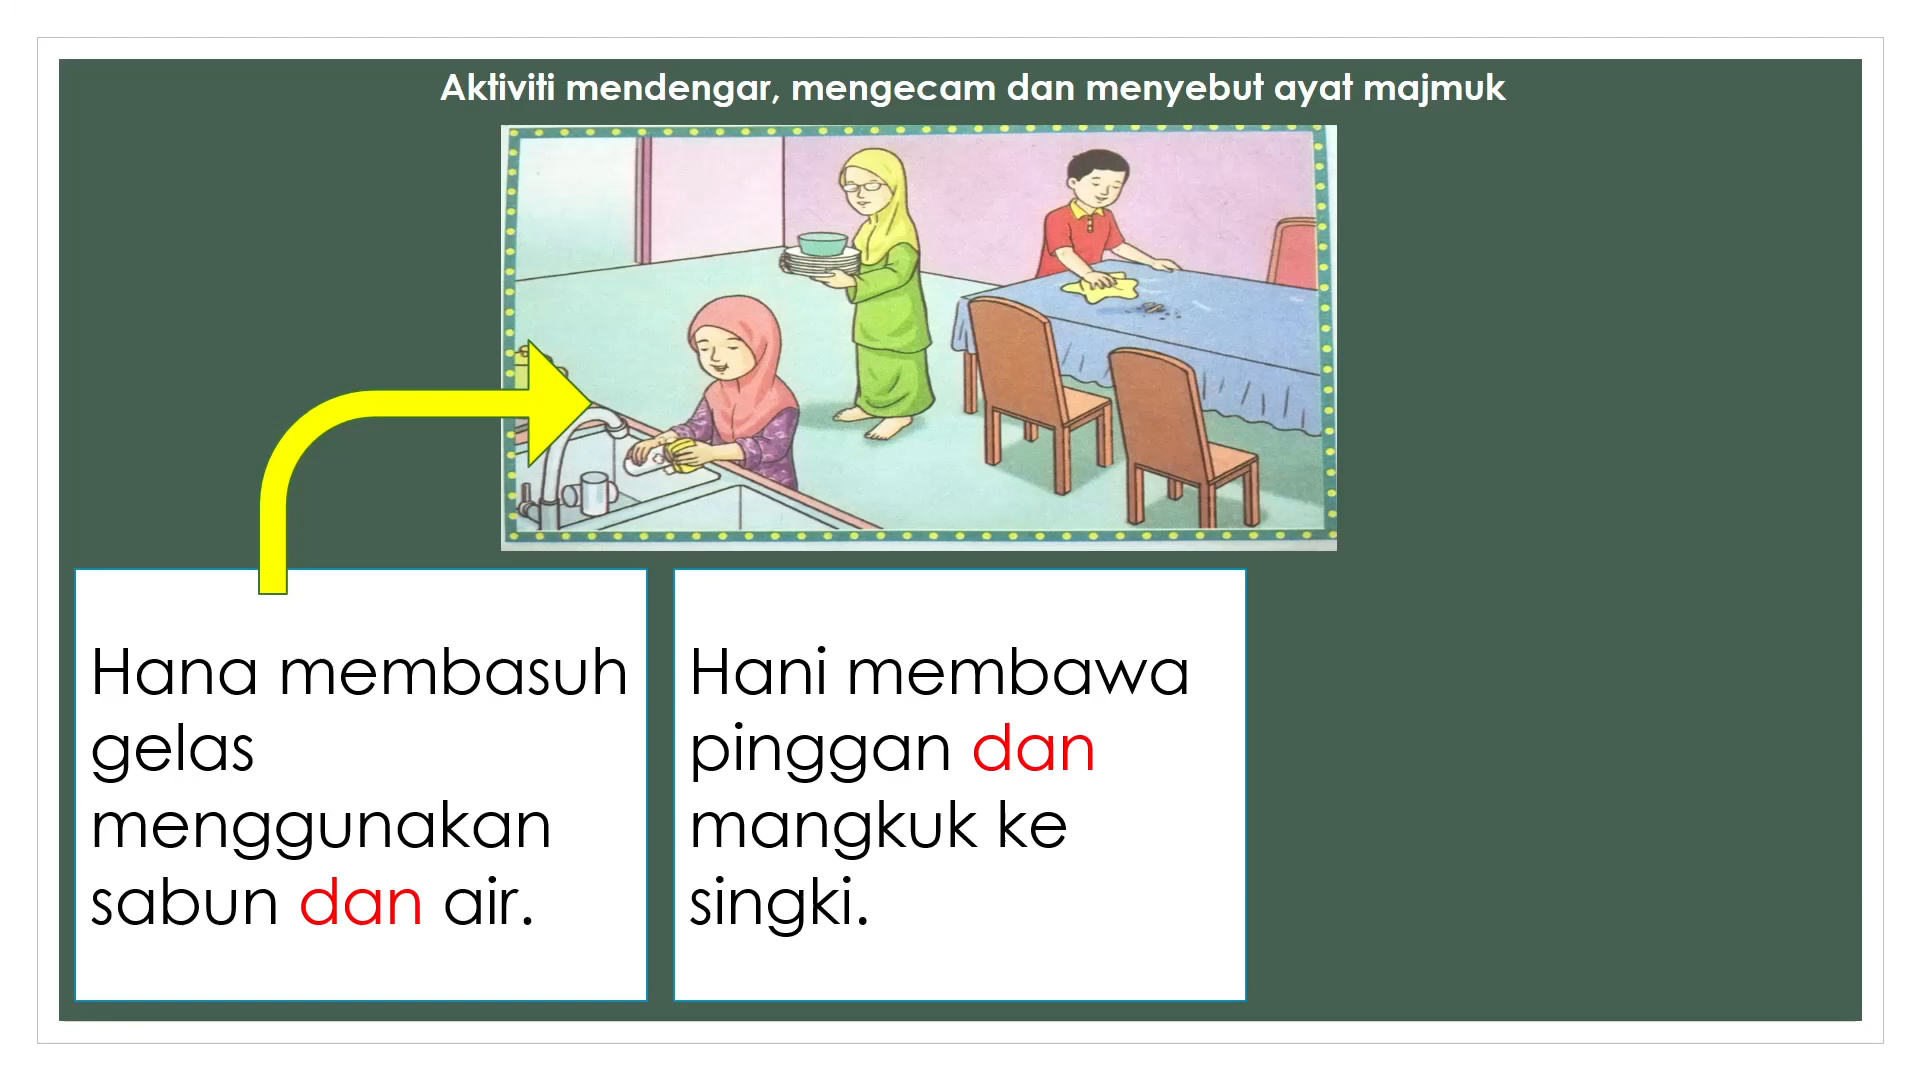 Aktiviti mendengar, mengecam dan menyebut ayat majmuk
Hana membasuh
gelas
menggunakan
sabun dan air.
Hani membawa
pinggan dan
mangkuk ke
singki.